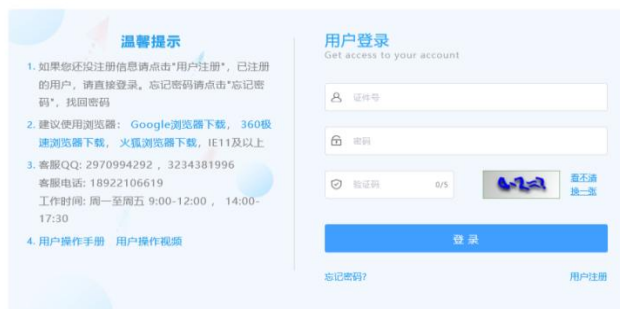 温馨提示
1. 如果您还没注册信息请点击"用户注册"，已注册
的用户，请直接登录。忘记密码请点击"忘记密
码"，找回密码
2. 建议使用浏览器： Google浏览器下载， 360极
速浏览器下载， 火狐浏览器下载，IE11及以上
3. 客服QQ: 2970994292 ，3234381996
客服电话: 18922106619
工作时间: 周一至周五 9:00-12:00 ， 14:00-
17:30
4. 用户操作手册 用户操作视频
用户登录
Get access to your account
证件号
密码
验证码 0/5
看不清
换一张
登 录
忘记密码? 用户注册